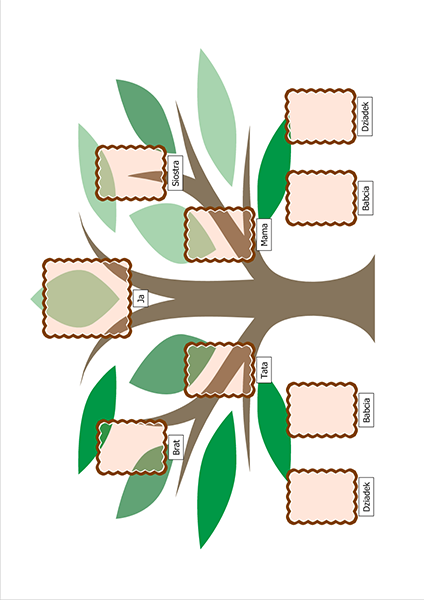 Ja
Brat
Siostra
Tata
Mama
Dziadek
Babcia
Babcia
Dziadek